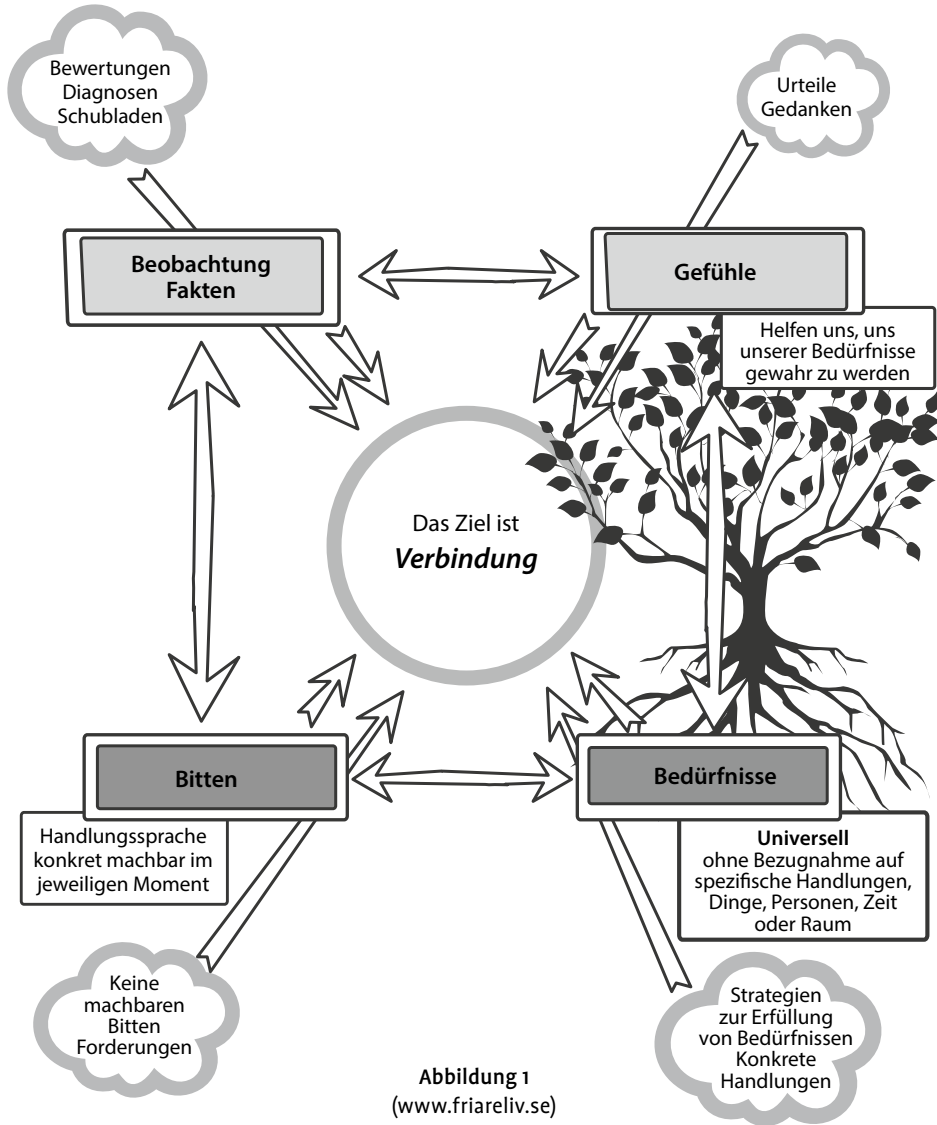 Bewertungen
Diagnosen
Schubladen
Urteile
Gedanken
Beobachtung
Fakten
Gefühle
Helfen uns, uns
unserer Bedürfnisse
gewahr zu werden
Das Ziel ist
Verbindung
Bitten
Bedürfnisse
Handlungssprache
konkret machbar im
jeweiligen Moment
Universell
ohne Bezugnahme auf
spezifische Handlungen,
Dinge, Personen, Zeit
oder Raum
Keine
machbaren
Bitten
Forderungen
Strategien
zur Erfüllung
von Bedürfnissen
Konkrete
Handlungen
Abbildung 1
(www.friareliv.se)